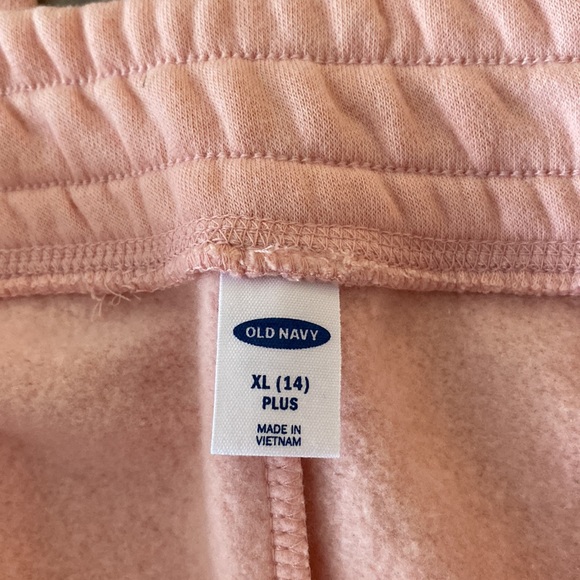 OLD NAVY
XL (14)
PLUS
MADE IN
VIETNAM